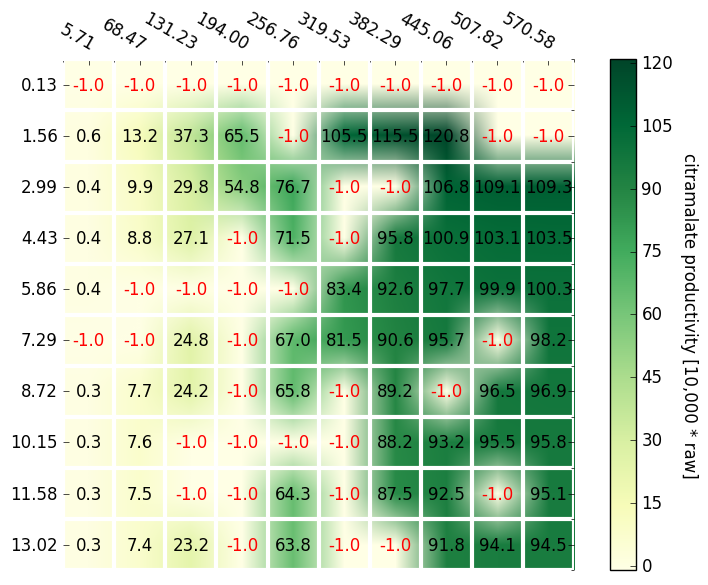 5.71 68.47 131.23 194.00 256.76 319.53 382.29 445.06 507.82 570.58
0.13 -1.0 -1.0 -1.0 -1.0 -1.0 -1.0 -1.0 -1.0 -1.0 -1.0
1.56 0.6 13.2 37.3 65.5 -1.0 105.5 115.5 120.8 -1.0 -1.0
2.99 0.4 9.9 29.8 54.8 76.7 -1.0 -1.0 106.8 109.1 109.3
4.43 0.4 8.8 27.1 -1.0 71.5 -1.0 95.8 100.9 103.1 103.5
5.86 0.4 -1.0 -1.0 -1.0 -1.0 83.4 92.6 97.7 99.9 100.3
7.29 -1.0 -1.0 24.8 -1.0 67.0 81.5 90.6 95.7 -1.0 98.2
8.72 0.3 7.7 24.2 -1.0 65.8 -1.0 89.2 -1.0 96.5 96.9
10.15 0.3 7.6 -1.0 -1.0 -1.0 -1.0 88.2 93.2 95.5 95.8
11.58 0.3 7.5 -1.0 -1.0 64.3 -1.0 87.5 92.5 -1.0 95.1
13.02 0.3 7.4 23.2 -1.0 63.8 -1.0 -1.0 91.8 94.1 94.5
120
105
90
75
60
45
30
15
0
citramalate productivity [10,000 * raw]